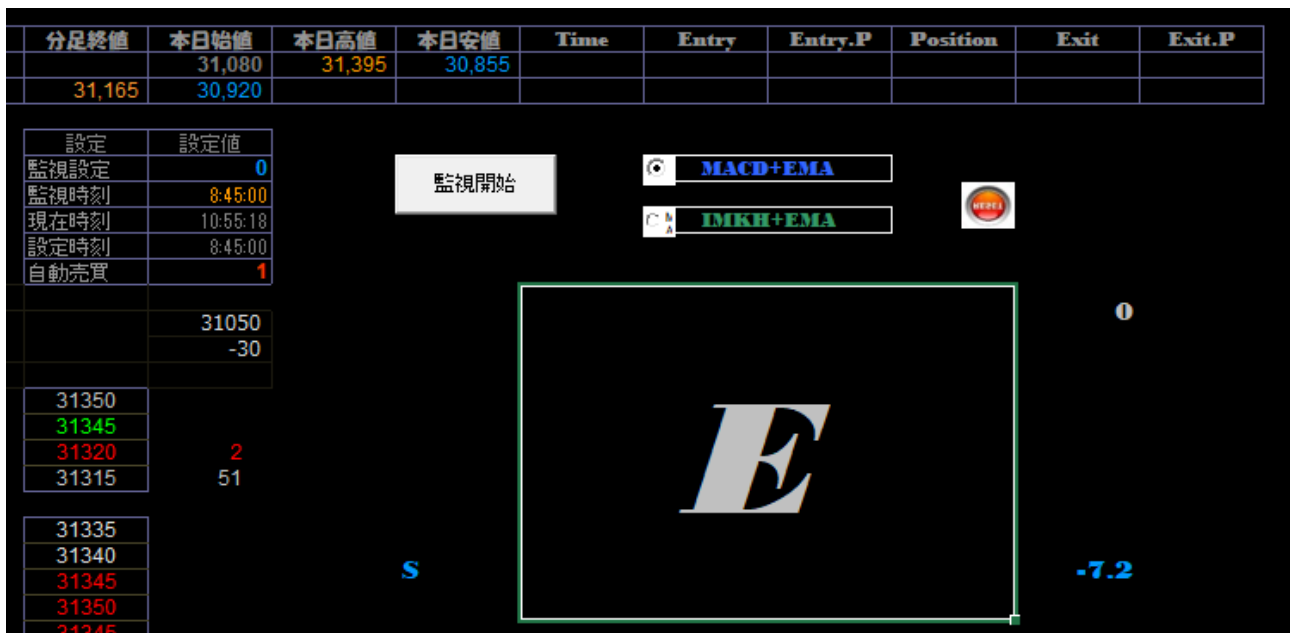 分足終値 本日始値 本日高値 本日安値 Time Entry Entry.P Position Exit Exit.P
31,080 31,395 30,855
31,165 30,920
設定 設定値
監視設定 0
監視時刻 8:45:00
現在時刻 10:55:18
設定時刻 8:45:00
自動売買 1
監視開始
MACD+EMA
IMKH+EMA
RESET
31050
-30
0
31350
31345
31320 2
31315 51
E
31335
31340
31345
31350
31345
S
-7.2